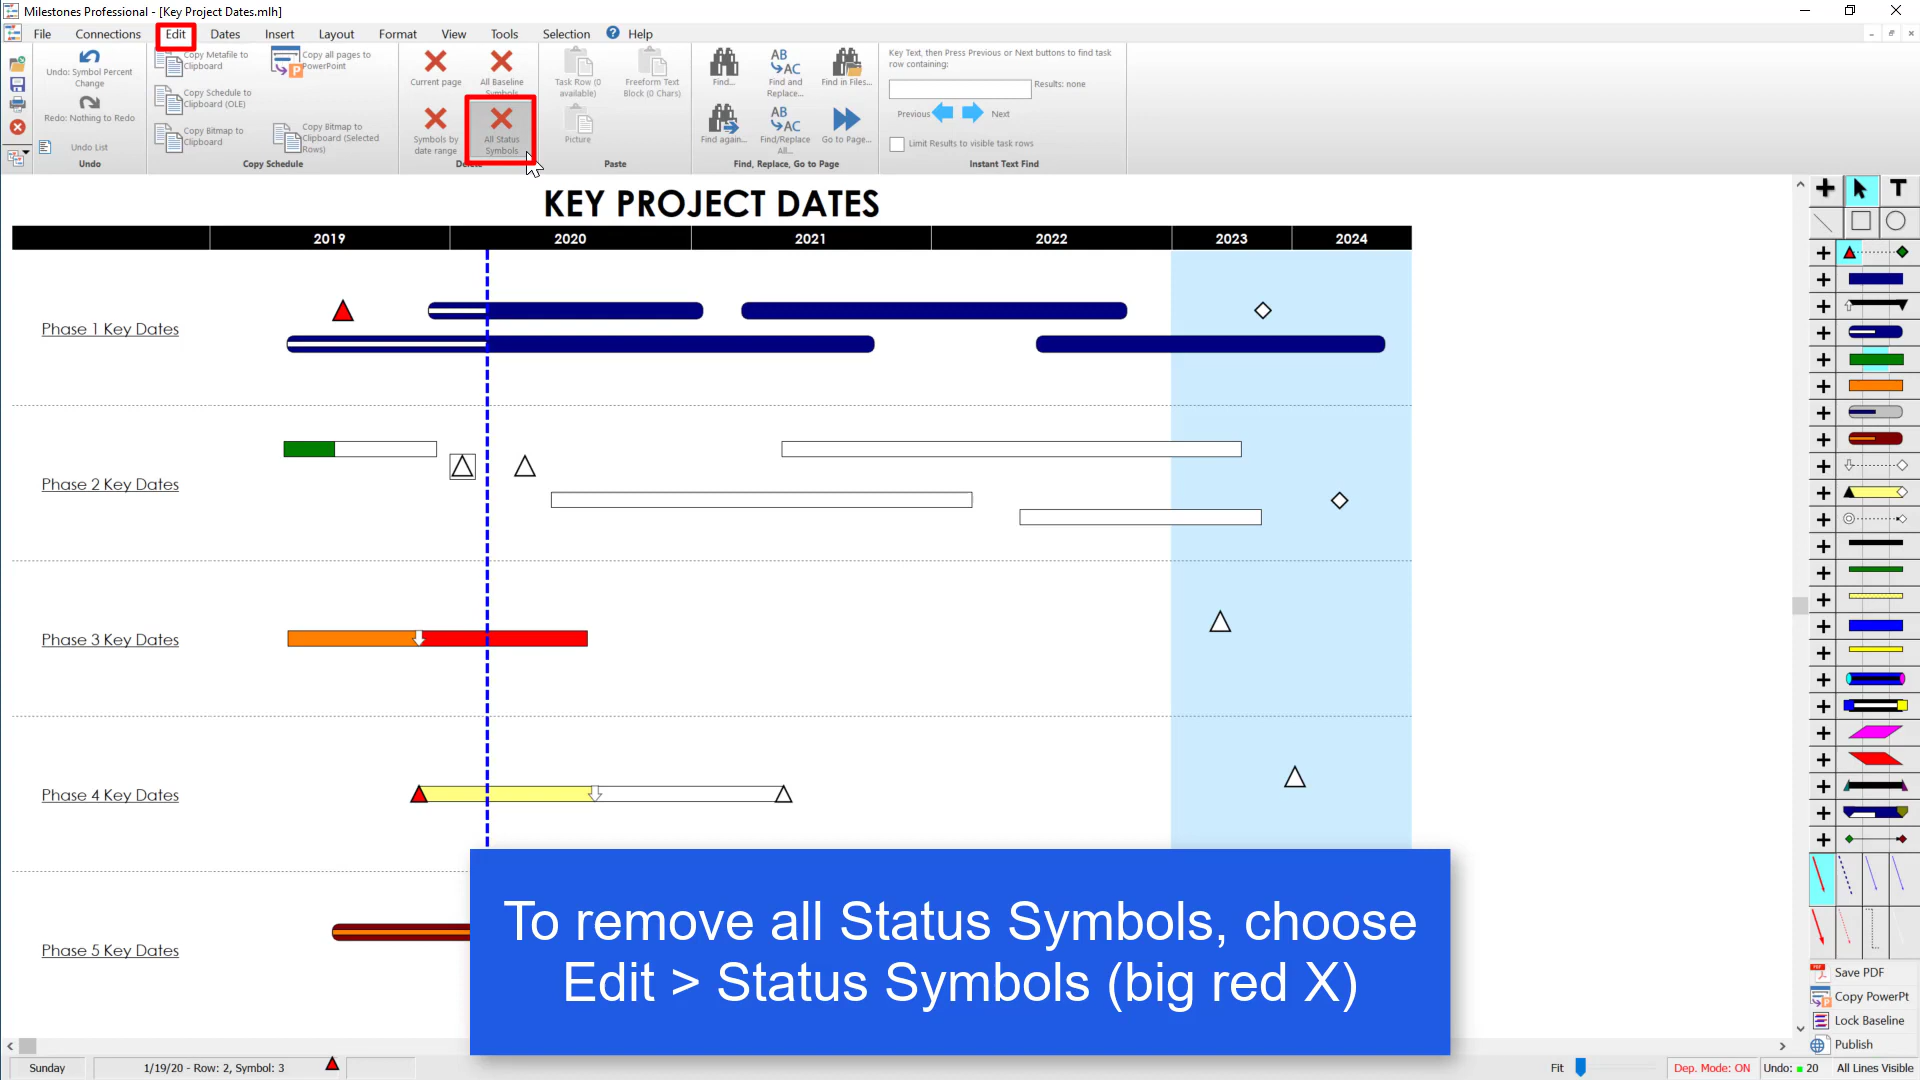 Milestones Professional - [Key Project Dates.mlh]
File Connections Edit Dates Insert Layout Format View Tools Selection Help
Undo: Symbol Percent
Change
Redo: Nothing to Redo
Undo List
Undo
Copy Metafile to
Clipboard
Copy all pages to
PowerPoint
Copy Schedule to
Clipboard (OLE)
Copy Bitmap to
Clipboard
Copy Bitmap to
Clipboard (Selected
Rows)
Copy Schedule
Current page
All Baseline
Symbols
Symbols by
date range
All Status
Symbols
Task Row (0
available)
Freeform Text
Block (0 Chars)
Picture
Paste
Find...
Find and
Replace...
Find in Files...
Find again...
Find/Replace
All...
Go to Page...
Find, Replace, Go to Page
Key Text, then Press Previous or Next buttons to find task
row containing:
Results: none
Previous
Next
Limit Results to visible task rows
Instant Text Find
KEY PROJECT DATES
2019 2020 2021 2022 2023 2024
Phase 1 Key Dates
Phase 2 Key Dates
Phase 3 Key Dates
Phase 4 Key Dates
Phase 5 Key Dates
To remove all Status Symbols, choose
Edit > Status Symbols (big red X)
Save PDF
Copy PowerPt
Lock Baseline
Publish
Sunday
1/19/20 - Row: 2, Symbol: 3
Fit
Dep. Mode: ON
Undo: 20
All Lines Visible